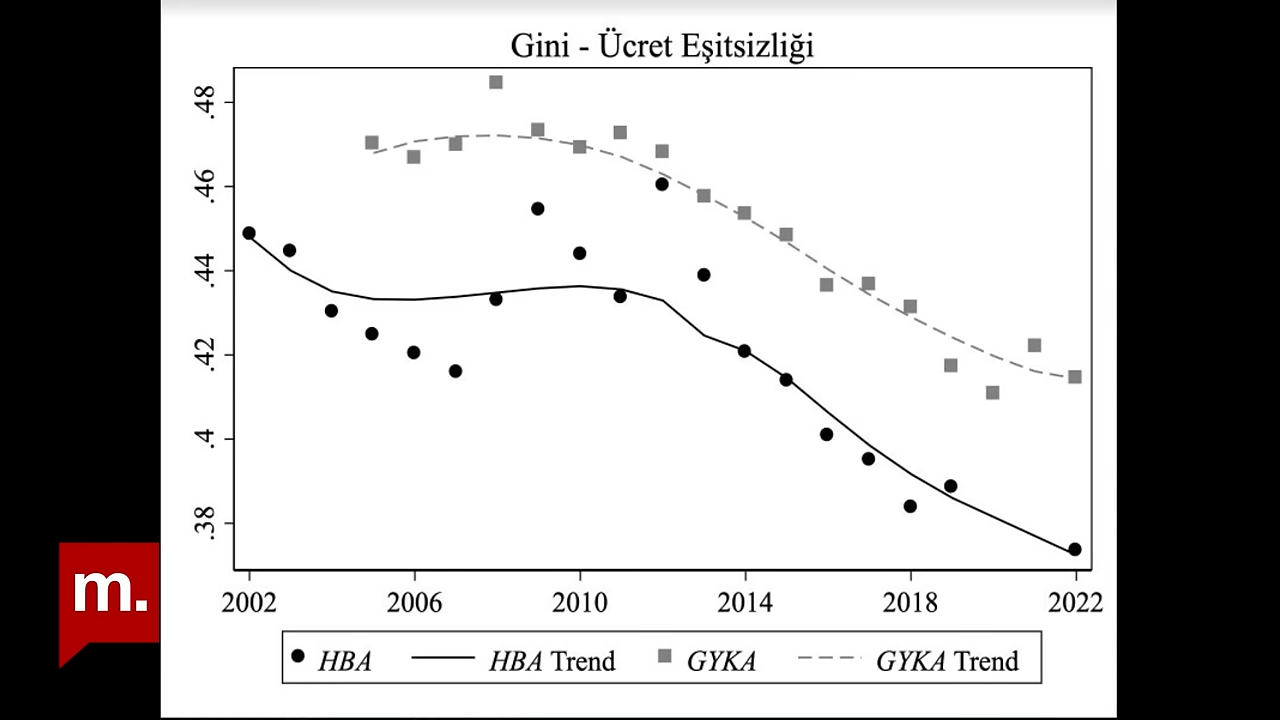 Gini - Ücret Eşitsizliği
.48
.46
.44
.42
.4
.38
2002 2006 2010 2014 2018 2022
HBA HBA Trend GYKA GYKA Trend
m.